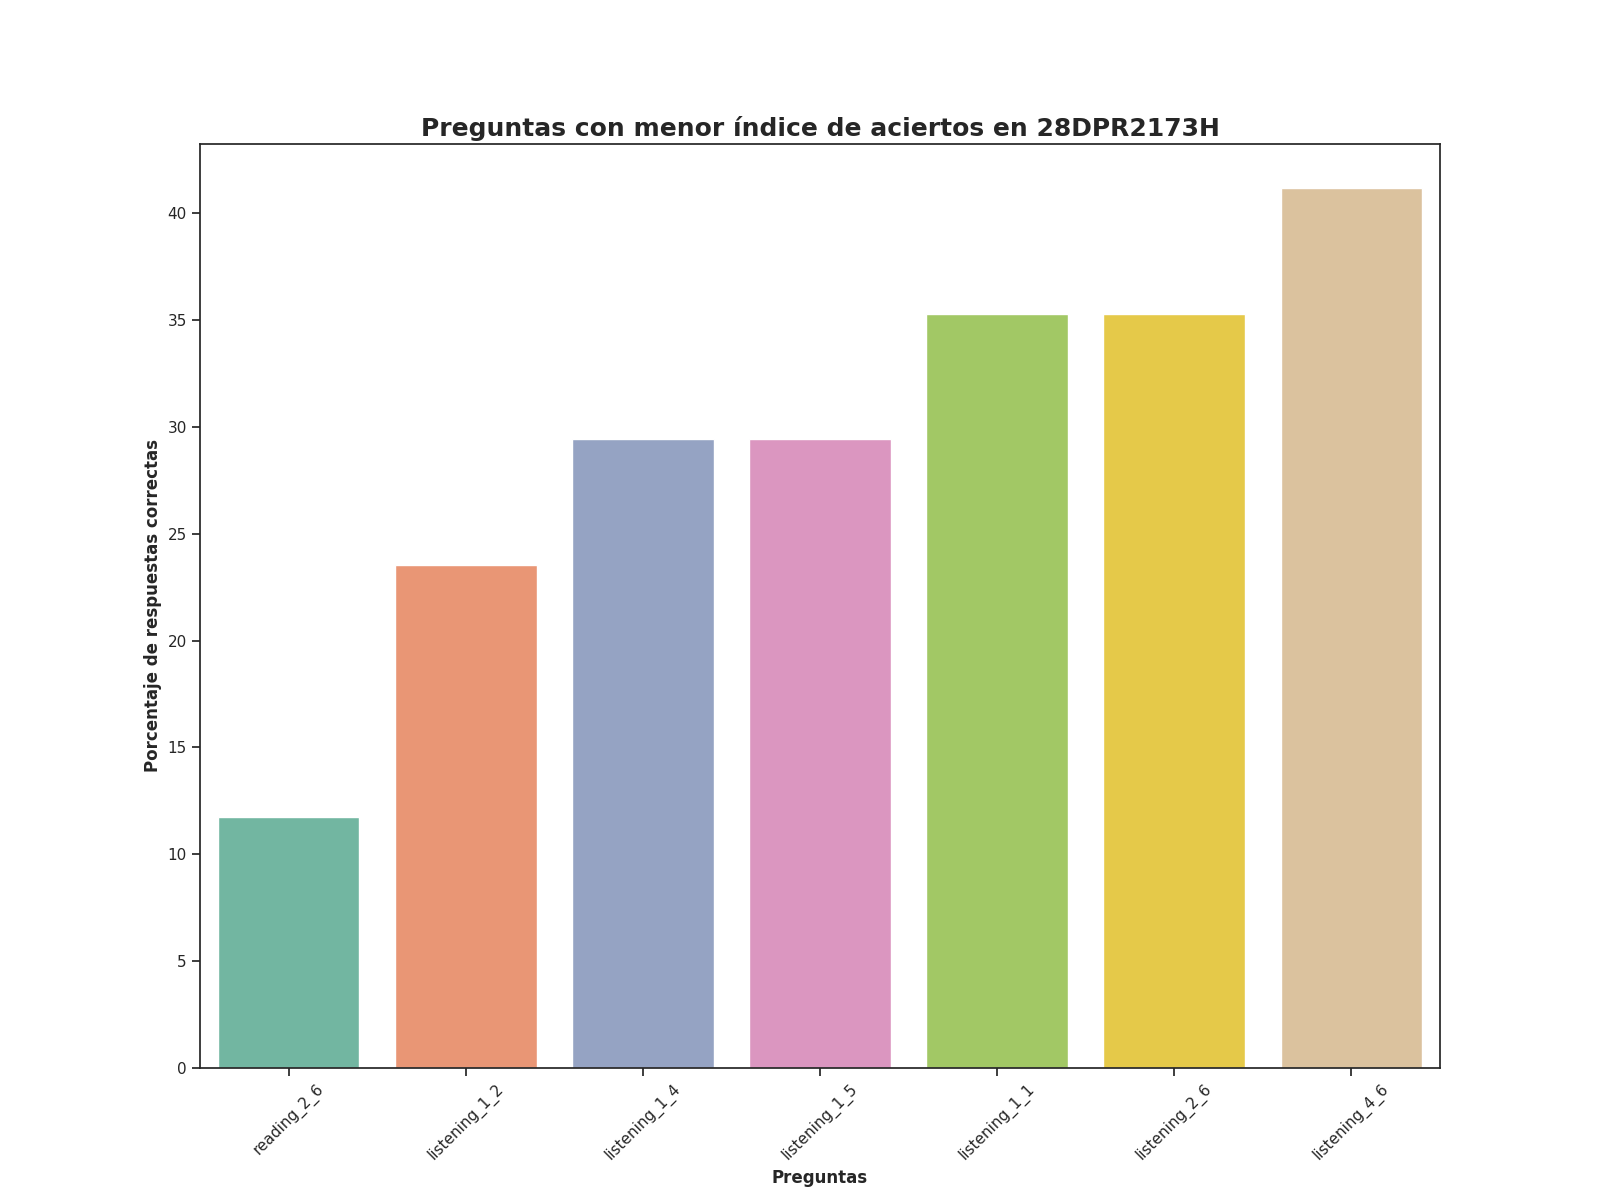 Preguntas con menor índice de aciertos en 28DPR2173H
Porcentaje de respuestas correctas
40
35
30
25
20
15
10
5
0
reading_2_6
listening_1_2
listening_1_4
listening_1_5
listening_1_1
listening_2_6
listening_4_6
Preguntas